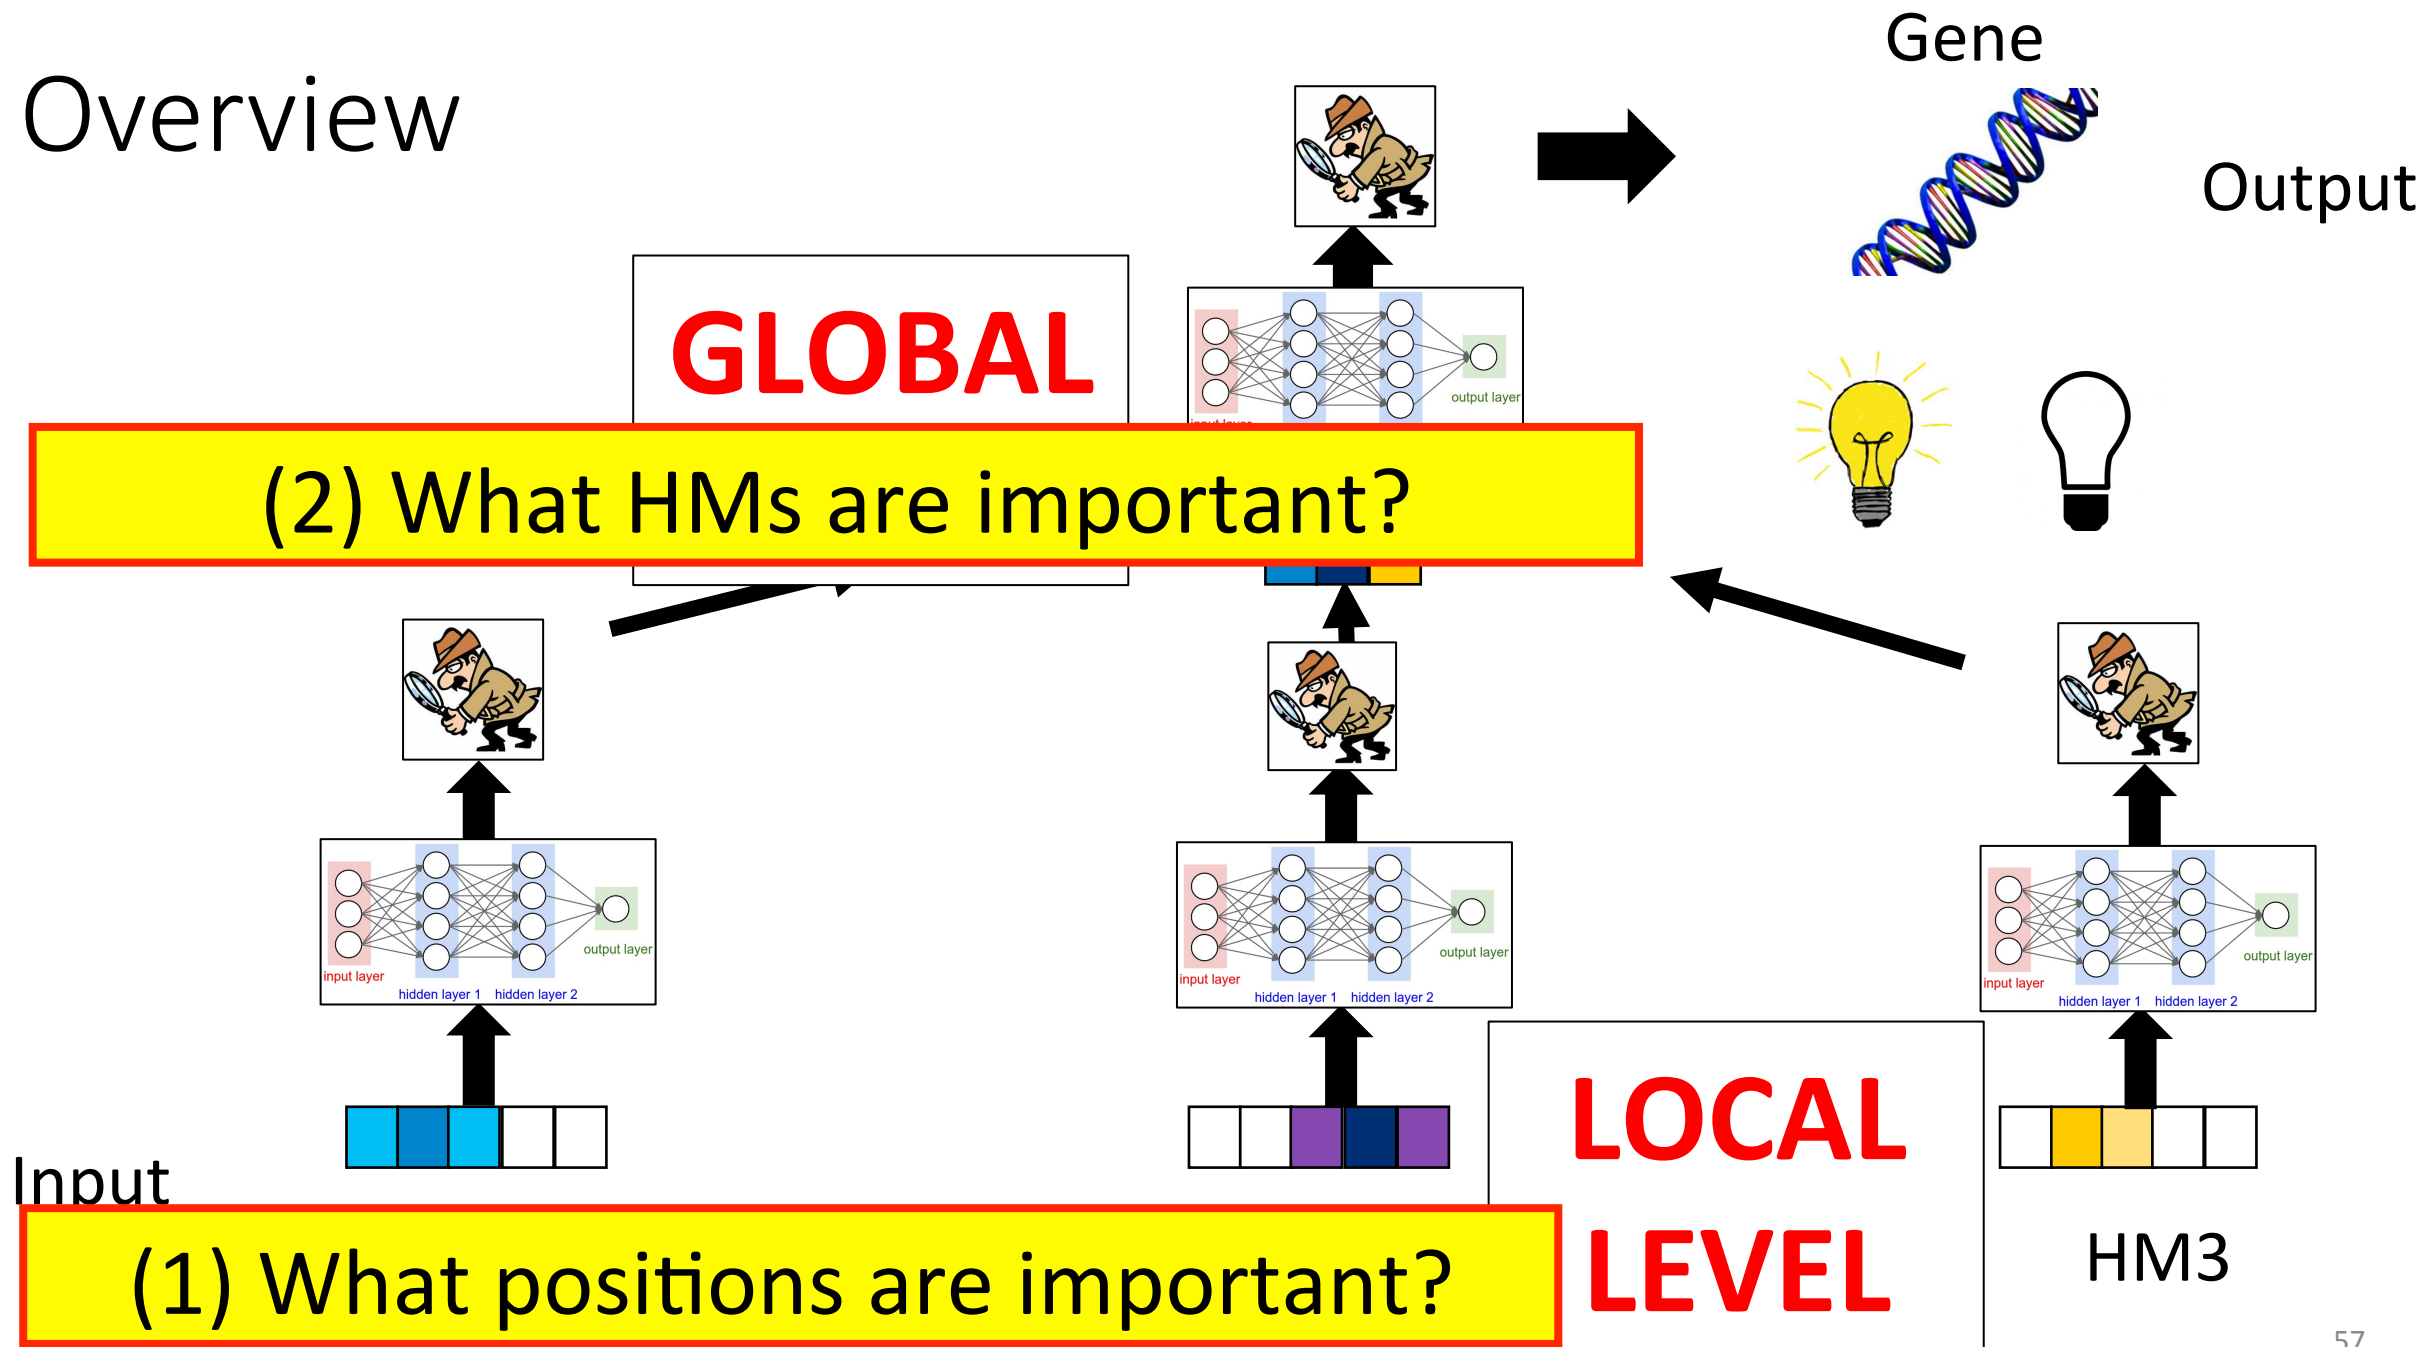 Overview
Gene
Output
GLOBAL
output layer
(2) What HMs are important?
input layer
hidden layer 1 hidden layer 2
output layer
input layer
hidden layer 1 hidden layer 2
output layer
input layer
hidden layer 1 hidden layer 2
output layer
Input
LOCAL
LEVEL
(1) What positions are important?
HM3
57